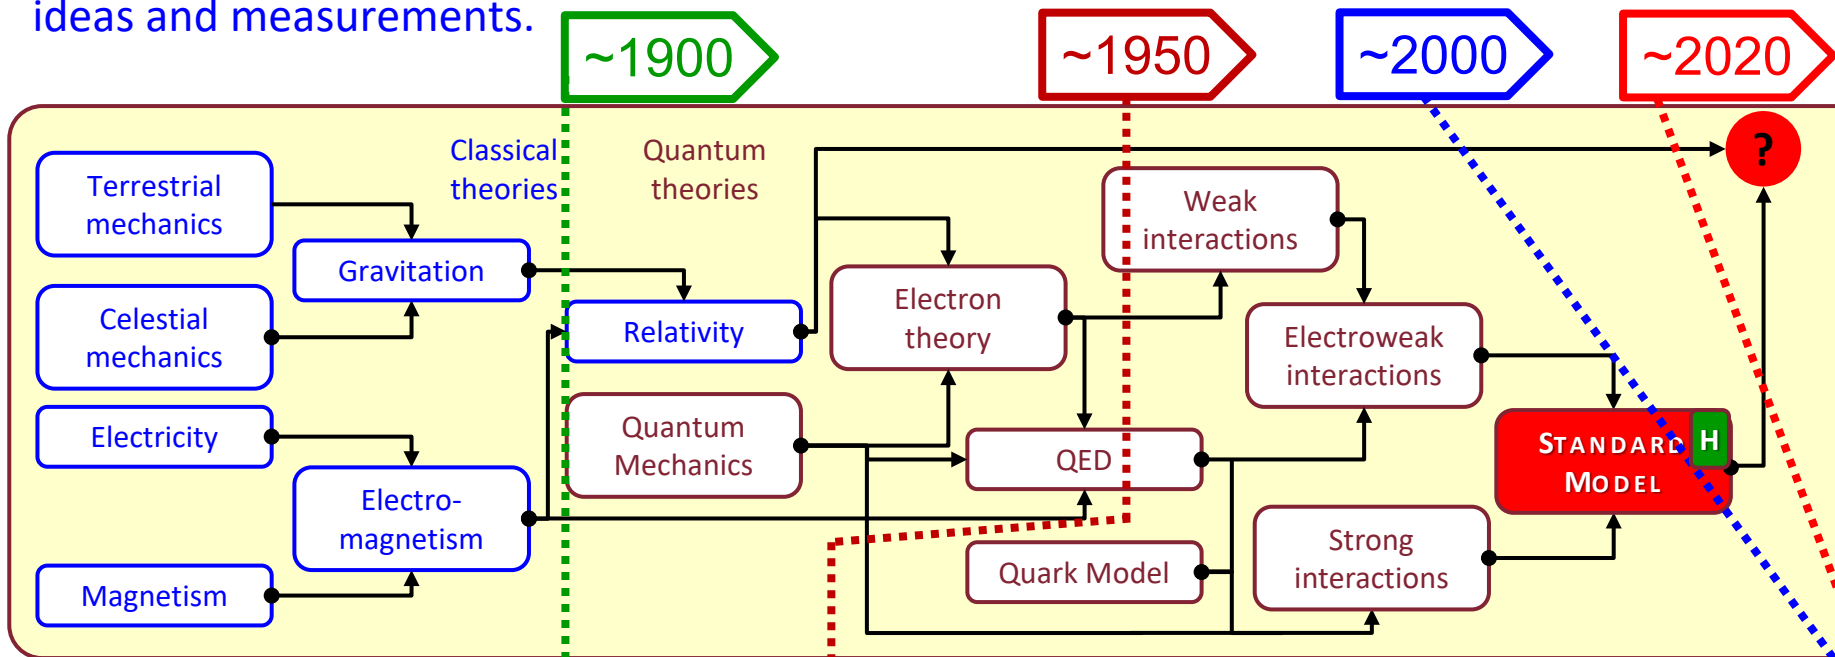 ideas and measurements.
~1900
~1950
~2000
~2020
Classical
theories
Quantum
theories
?
Terrestrial
mechanics
Weak
interactions
Gravitation
Celestial
mechanics
Relativity
Electron
theory
Electroweak
interactions
Electricity
Quantum
Mechanics
QED
STANDARD
MODEL
H
Electro-
magnetism
Magnetism
Quark Model
Strong
interactions